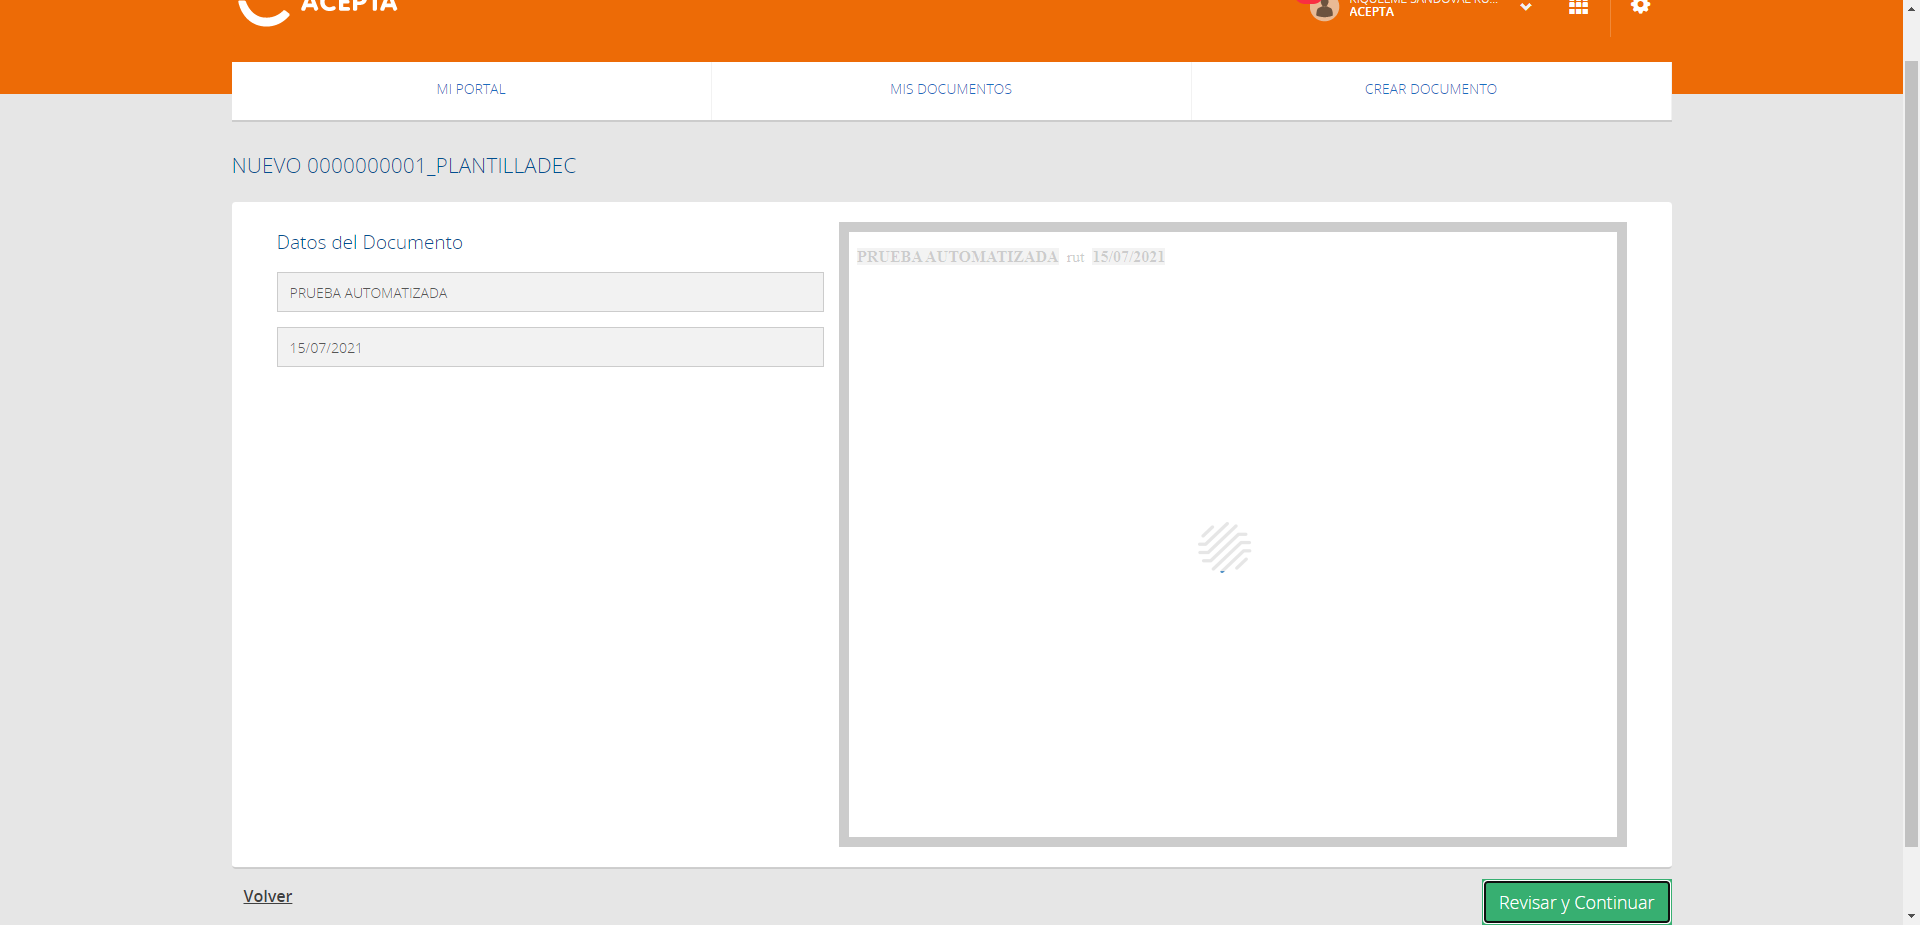 ACEPTA
ACEPTA
MI PORTAL
MIS DOCUMENTOS
CREAR DOCUMENTO
NUEVO 0000000001_PLANTILLADEC
Datos del Documento
PRUEBA AUTOMATIZADA
15/07/2021
PRUEBA AUTOMATIZADA rut 15/07/2021
Volver
Revisar y Continuar